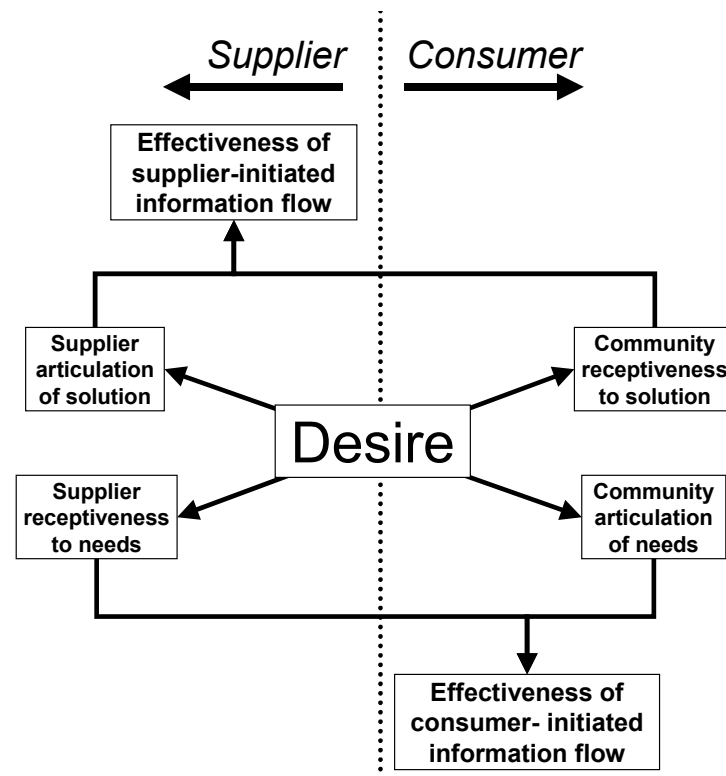 Supplier
Consumer
Effectiveness of
supplier-initiated
information flow
Supplier
articulation
of solution
Community
receptiveness
to solution
Desire
Supplier
receptiveness
to needs
Community
articulation
of needs
Effectiveness of
consumer- initiated
information flow